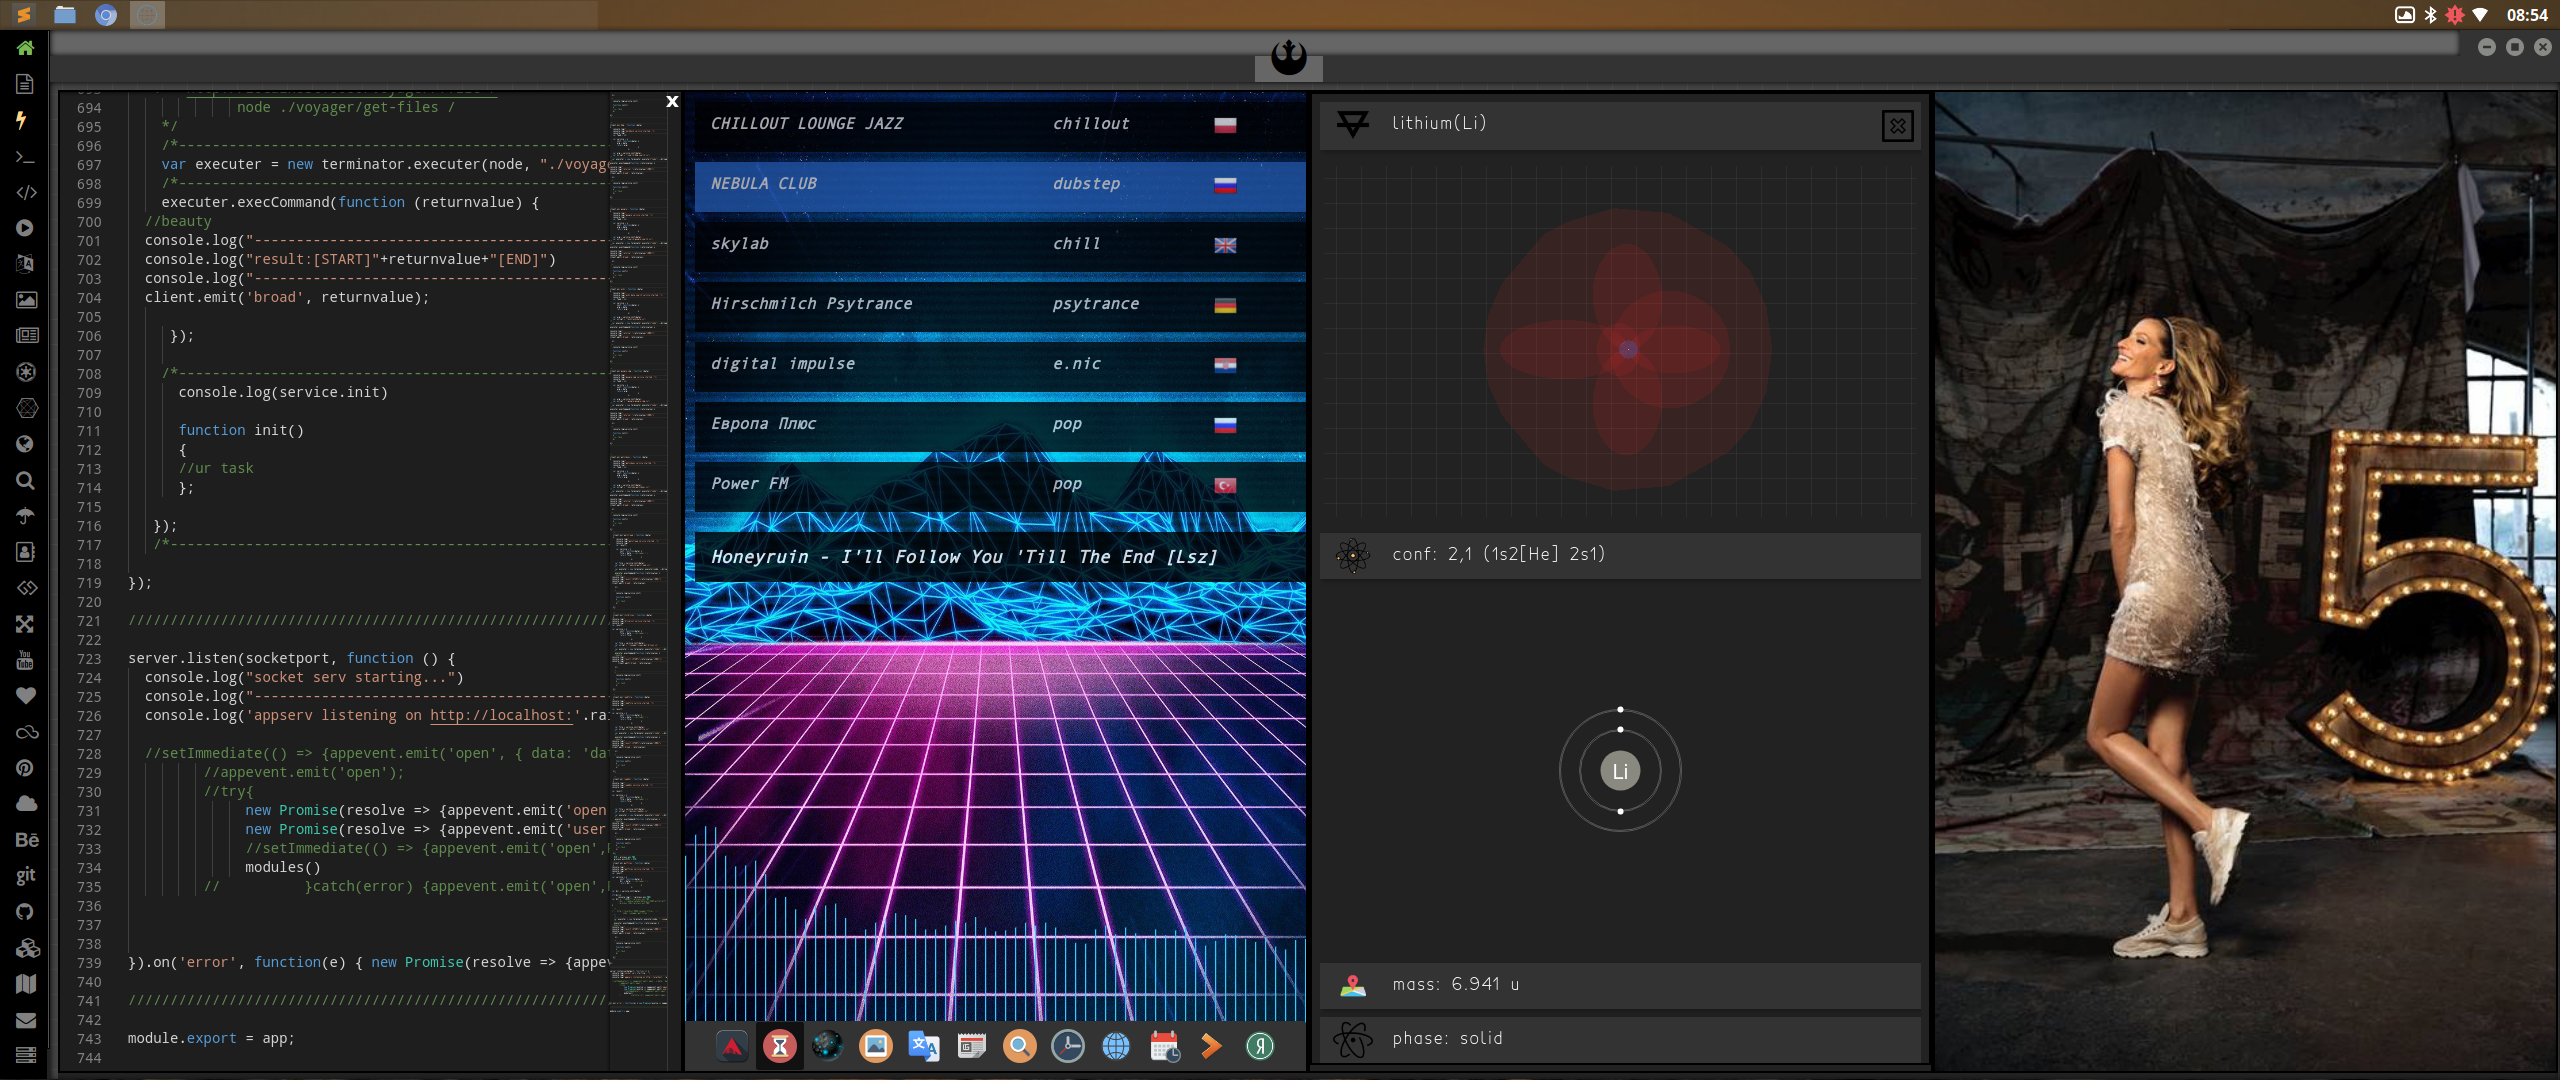 08:54
694 node ./voyager/get-files /
695 */
696 /*------------------------------------------------------
697 var executer = new terminator.executer(node, "./voyag
698 /*------------------------------------------------------
699 executer.execCommand(function (returnvalue) {
700 //beauty
701 console.log("-------------------------------------------
702 console.log("result:[START]"+returnvalue+"[END]")
703 console.log("-------------------------------------------
704 client.emit('broad', returnvalue);
705
706 });
707
708 /*------------------------------------------------------
709 console.log(service.init)
710
711 function init()
712 {
713 //ur task
714 };
715
716 });
717 /*------------------------------------------------------
718
719 });
720
721 //////////////////////////////////////////////////////////
722
723 server.listen(socketport, function () {
724 console.log("socket serv starting...")
725 console.log("-------------------------------------------
726 console.log('appserv listening on http://localhost:'.rai
727
728 //setImmediate(() => {appevent.emit('open', { data: 'da
729 //appevent.emit('open');
730 //try{
731 new Promise(resolve => {appevent.emit('open
732 new Promise(resolve => {appevent.emit('user
733 //setImmediate(() => {appevent.emit('open',
734 modules()
735 // }catch(error) {appevent.emit('open',
736
737
738
739 }).on('error', function(e) { new Promise(resolve => {appev
740
741 //////////////////////////////////////////////////////////
742
743 module.export = app;
744
x
CHILLOUT LOUNGE JAZZ chillout
NEBULA CLUB dubstep
skylab chill
Hirschmilch Psytrance psytrance
digital impulse e.nic
Европа Плюс pop
Power FM pop
Honeyruin - I'll Follow You 'Till The End [Lsz]
lithium(Li)
conf: 2,1 (1s2[He] 2s1)
Li
mass: 6.941 u
phase: solid
5
You Tube
Bē
git
Я